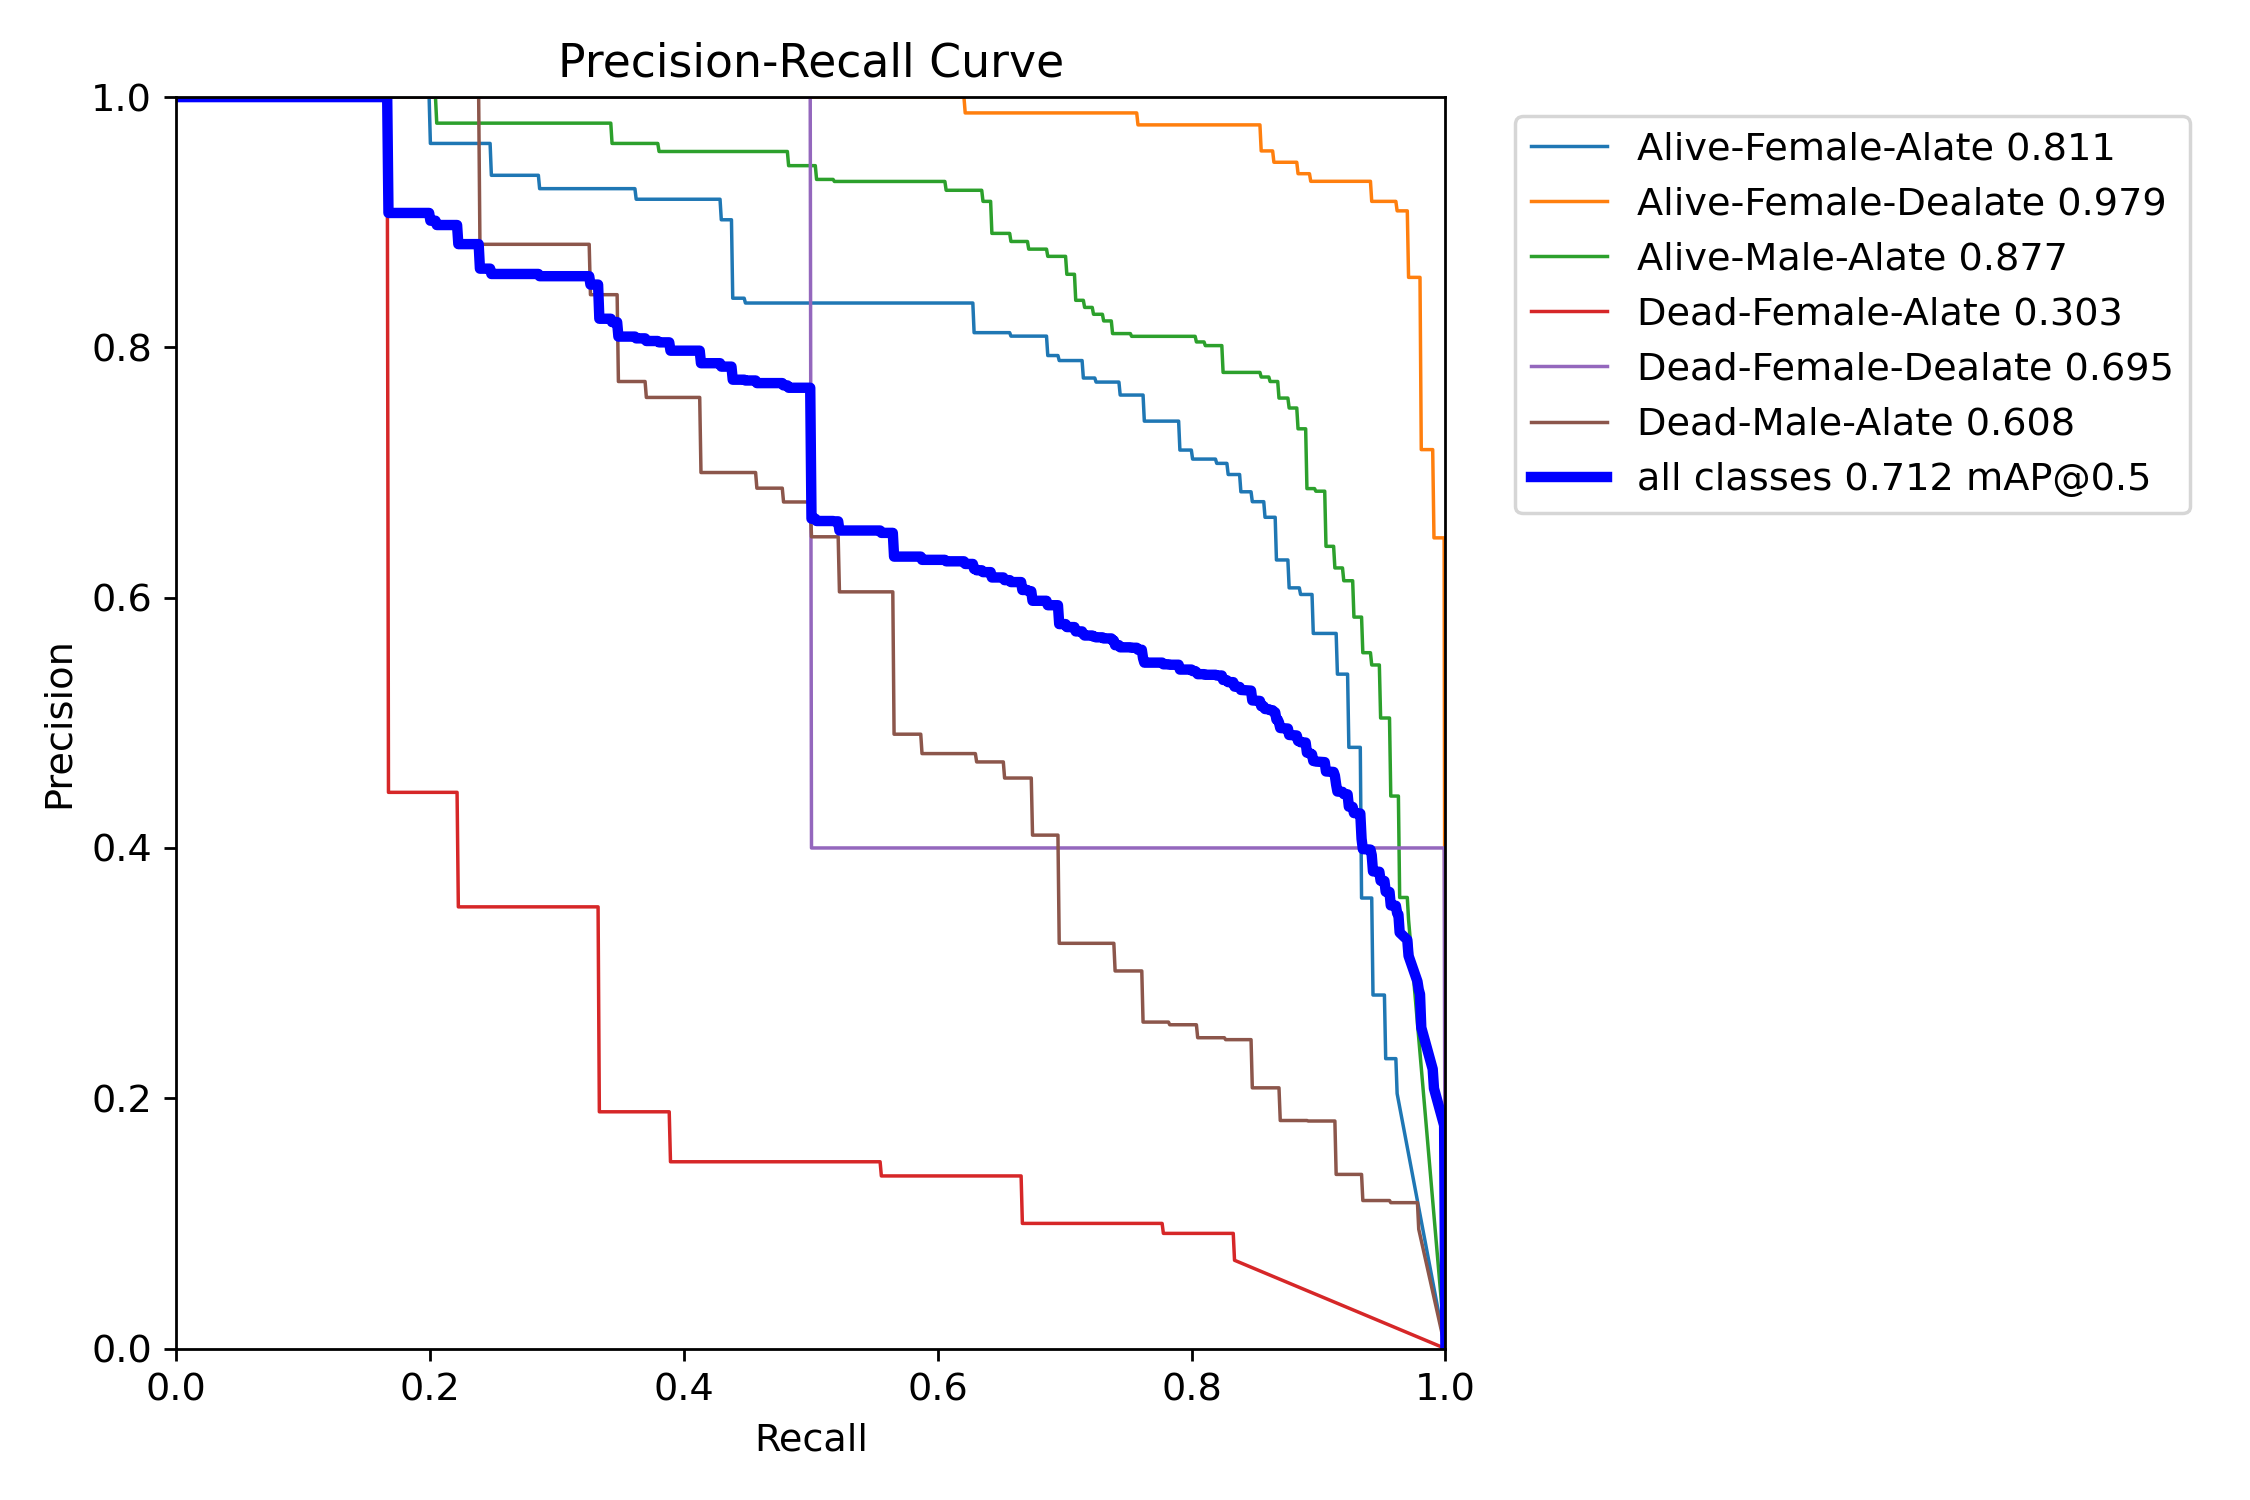 Precision-Recall Curve
1.0
0.8
0.6
0.4
0.2
0.0
Precision
0.0 0.2 0.4 0.6 0.8 1.0
Recall
Alive-Female-Alate 0.811
Alive-Female-Dealate 0.979
Alive-Male-Alate 0.877
Dead-Female-Alate 0.303
Dead-Female-Dealate 0.695
Dead-Male-Alate 0.608
all classes 0.712 mAP@0.5